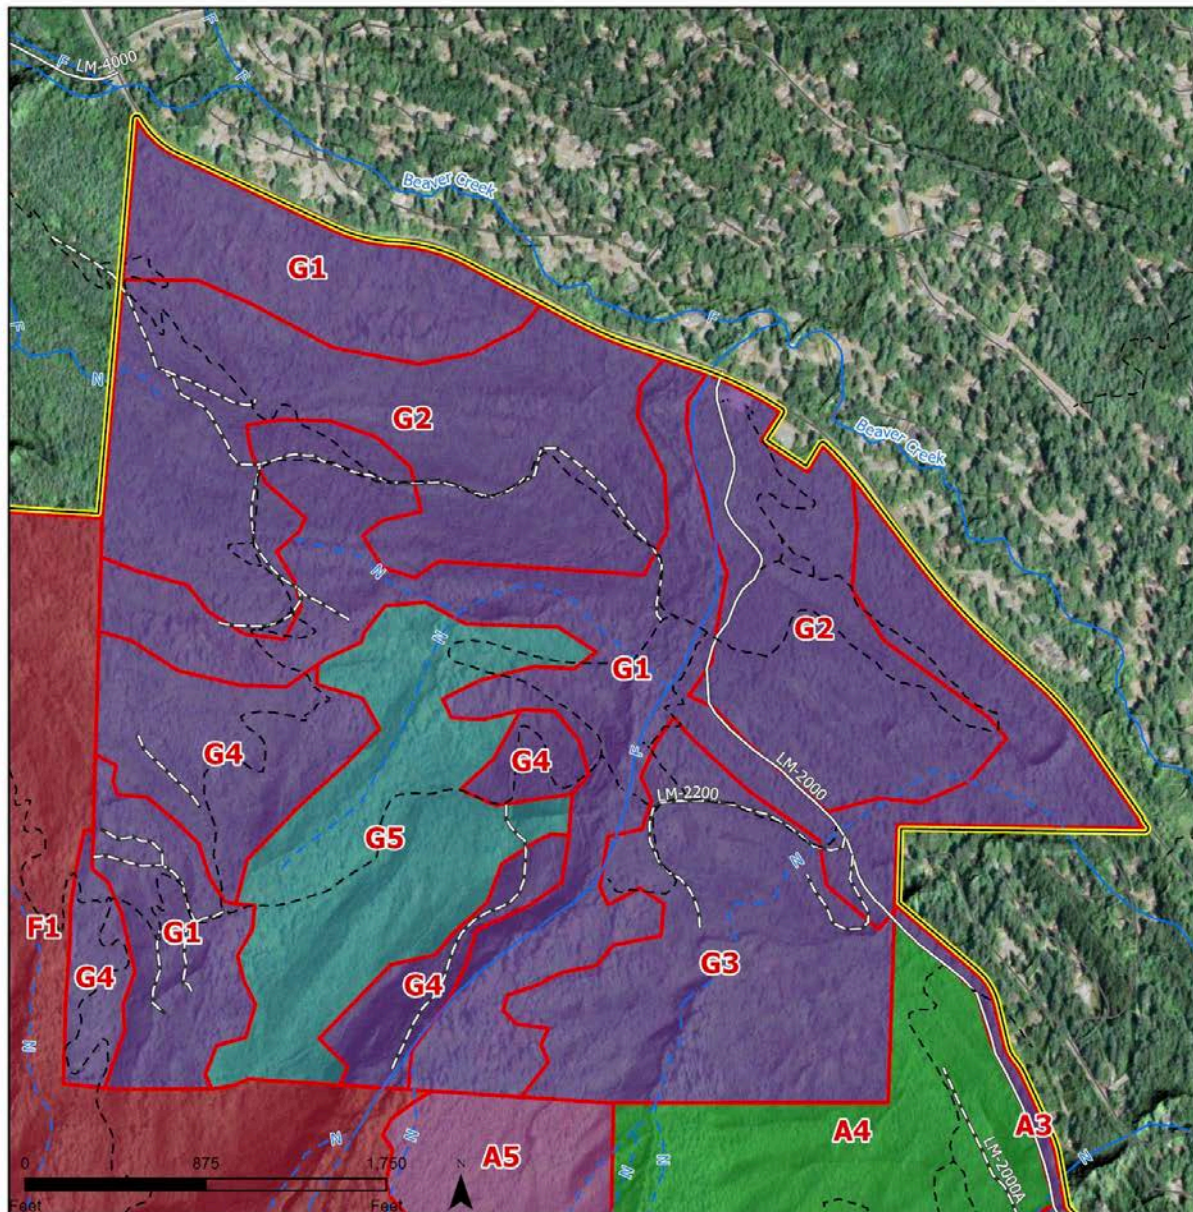 F
F
LM-4000
F
Beaver Creek
G1
F
F
N
G2
Beaver Creek
N
N
G2
G1
G4
F
G4
LM-2000
LM-2200
G5
N
F1
G1
G4
G4
G3
N
N
N
N
N
A5
A4
A3
N
LM-2000A
0
875
1,750
Feet
Feet
N